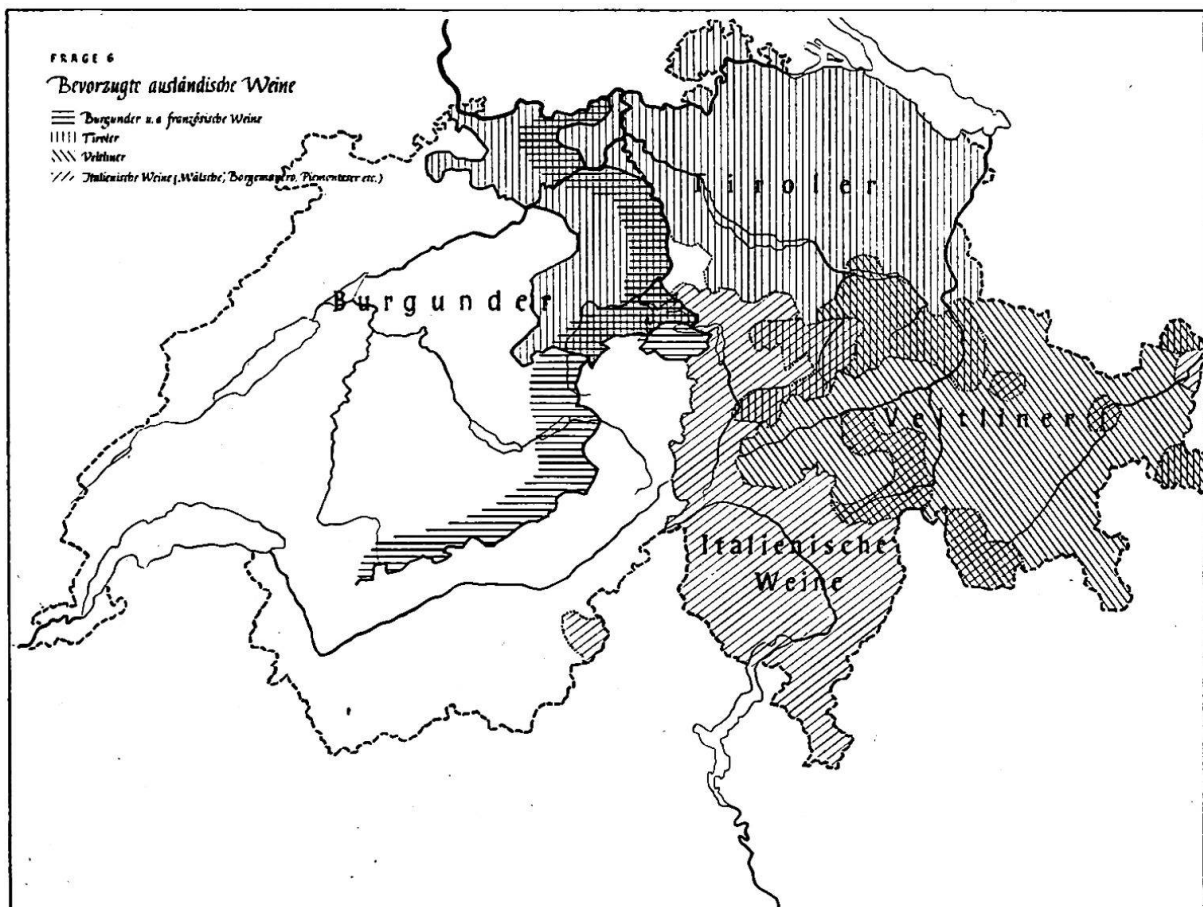 FRAGE 6
Bevorzugte ausländische Weine
Burgunder u. a französische Weine
Tiroler
Veltliner
Italienische Weine („Wälsche", Borgemanero, Piemonteser etc.)
Tiroler
Burgunder
Veltliner
Italienische
Weine